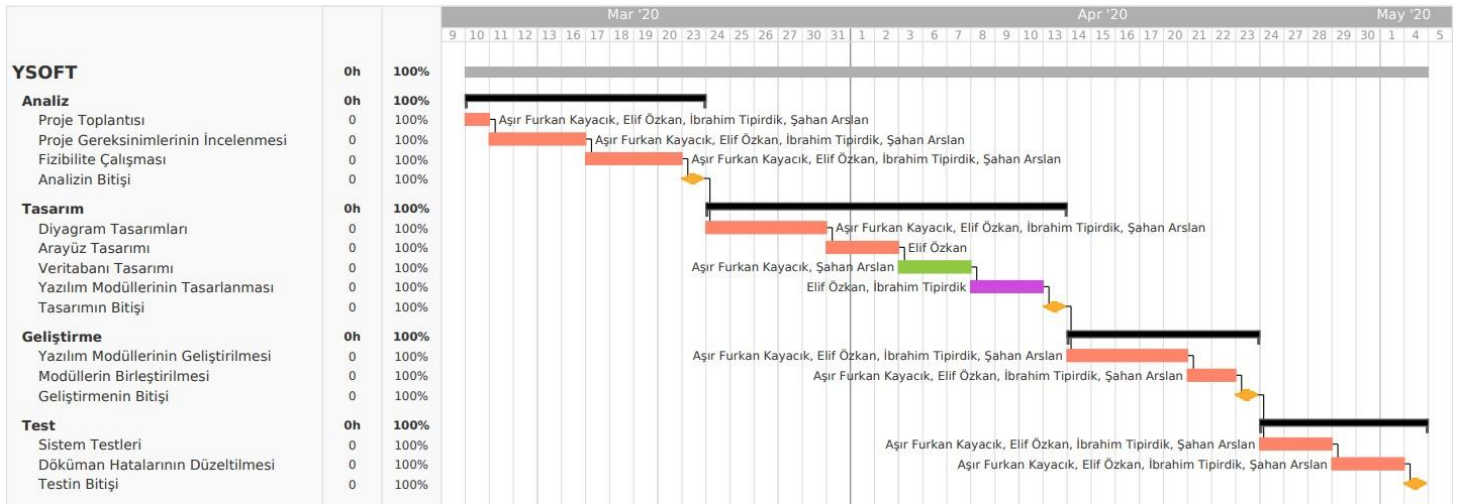 Mar '20 Apr '20 May '20
9 10 11 12 13 16 17 18 19 20 23 24 25 26 27 30 31 1 2 3 6 7 8 9 10 13 14 15 16 17 20 21 22 23 24 27 28 29 30 1 4 5
YSOFT 0h 100%
Analiz 0h 100%
Proje Toplantısı 0 100% Aşır Furkan Kayacık, Elif Özkan, İbrahim Tipirdik, Şahan Arslan
Proje Gereksinimlerinin İncelenmesi 0 100% Aşır Furkan Kayacık, Elif Özkan, İbrahim Tipirdik, Şahan Arslan
Fizibilite Çalışması 0 100% Aşır Furkan Kayacık, Elif Özkan, İbrahim Tipirdik, Şahan Arslan
Analizin Bitişi 0 100%
Tasarım 0h 100%
Diyagram Tasarımları 0 100% Aşır Furkan Kayacık, Elif Özkan, İbrahim Tipirdik, Şahan Arslan
Arayüz Tasarımı 0 100% Elif Özkan
Veritabanı Tasarımı 0 100% Aşır Furkan Kayacık, Şahan Arslan
Yazılım Modüllerinin Tasarlanması 0 100% Elif Özkan, İbrahim Tipirdik
Tasarımın Bitişi 0 100%
Geliştirme 0h 100%
Yazılım Modüllerinin Geliştirilmesi 0 100% Aşır Furkan Kayacık, Elif Özkan, İbrahim Tipirdik, Şahan Arslan
Modüllerin Birleştirilmesi 0 100% Aşır Furkan Kayacık, Elif Özkan, İbrahim Tipirdik, Şahan Arslan
Geliştirmenin Bitişi 0 100%
Test 0h 100%
Sistem Testleri 0 100% Aşır Furkan Kayacık, Elif Özkan, İbrahim Tipirdik, Şahan Arslan
Döküman Hatalarının Düzeltilmesi 0 100% Aşır Furkan Kayacık, Elif Özkan, İbrahim Tipirdik, Şahan Arslan
Testin Bitişi 0 100%